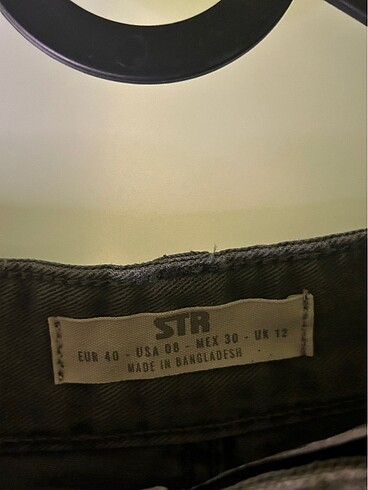 STR
EUR 40 - USA 08 - MEX 30 - UK 12
MADE IN BANGLADESH